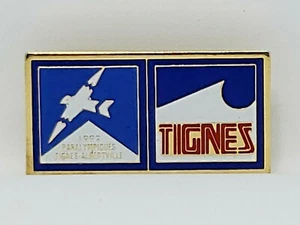 1992
PARALYMPIQUES
TIGNES-ALBERTVILLE
TIGNES